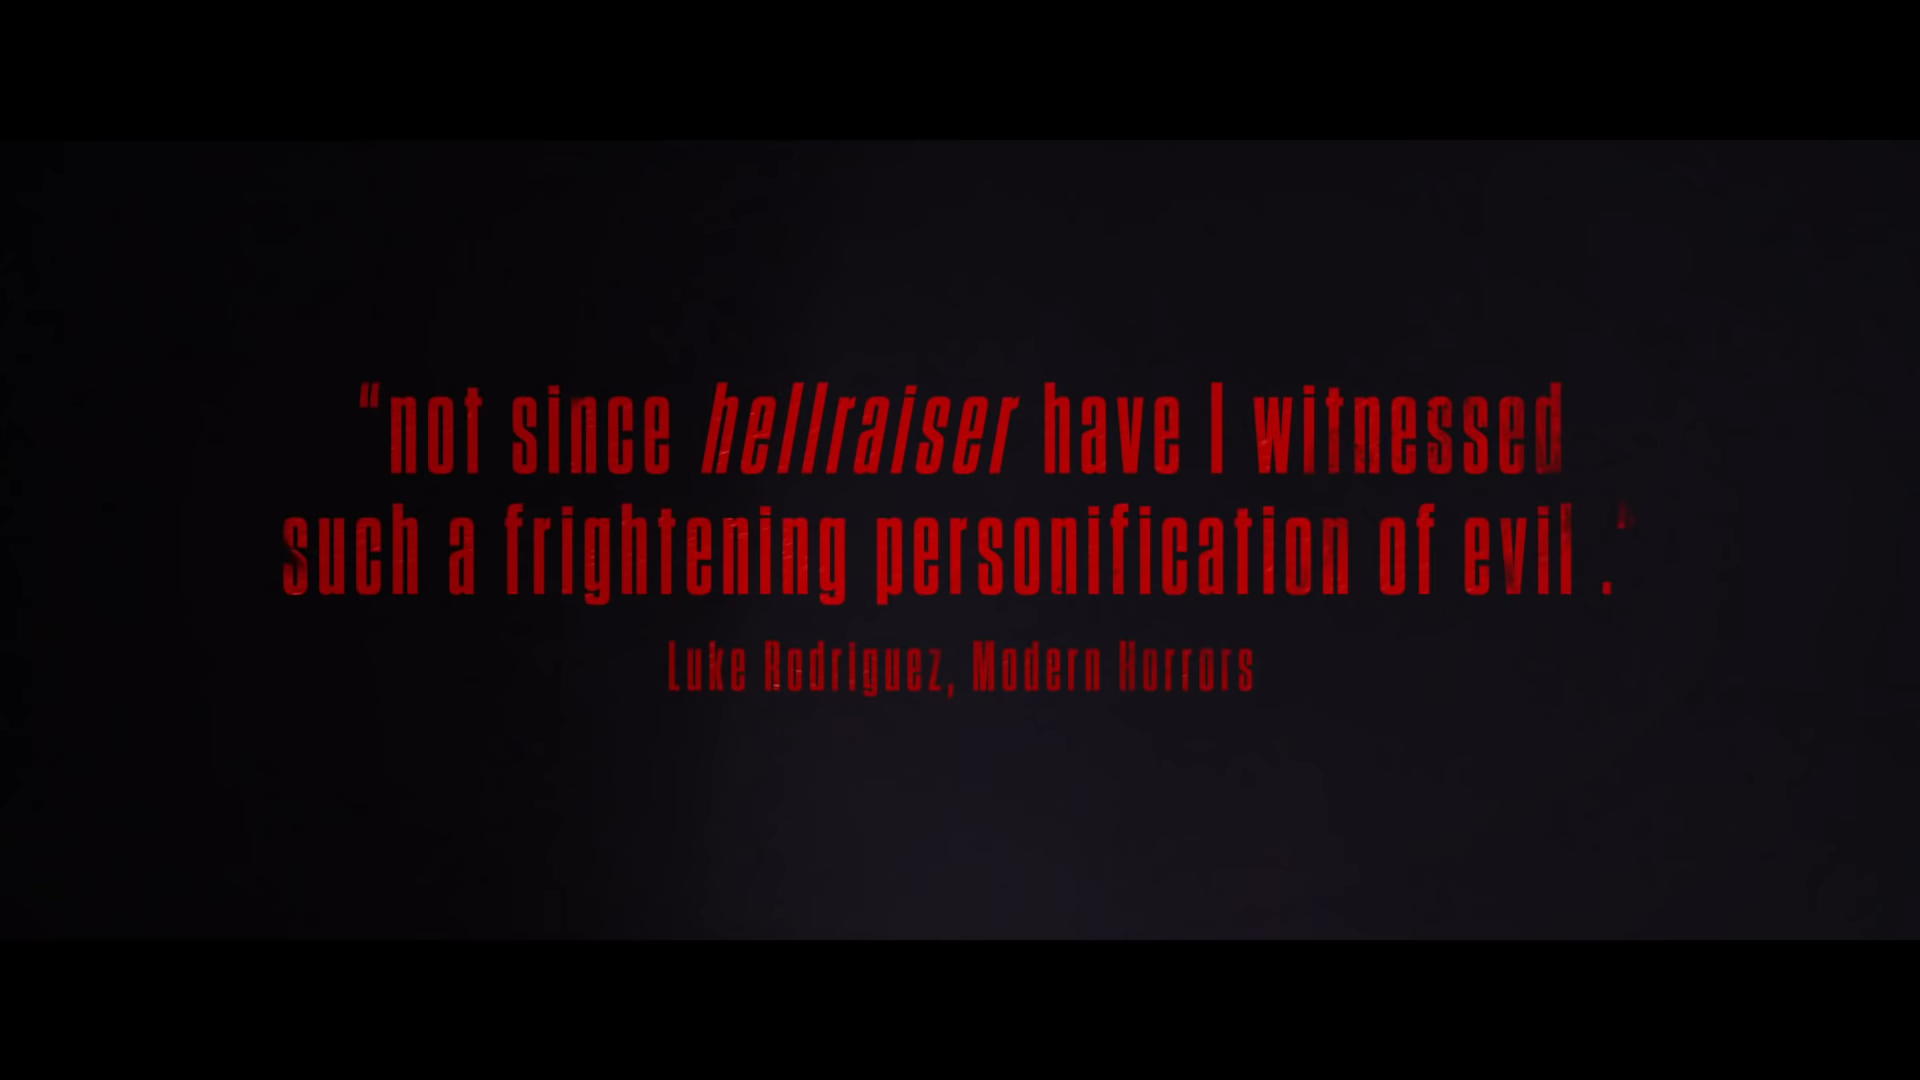 "not since hellraiser have I witnessed
such a frightening personification of evil ."
Luke Rodriguez, Modern Horrors